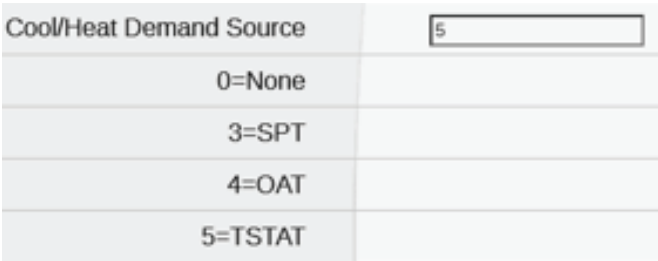 Cool/Heat Demand Source 5
0=None
3=SPT
4=OAT
5=TSTAT